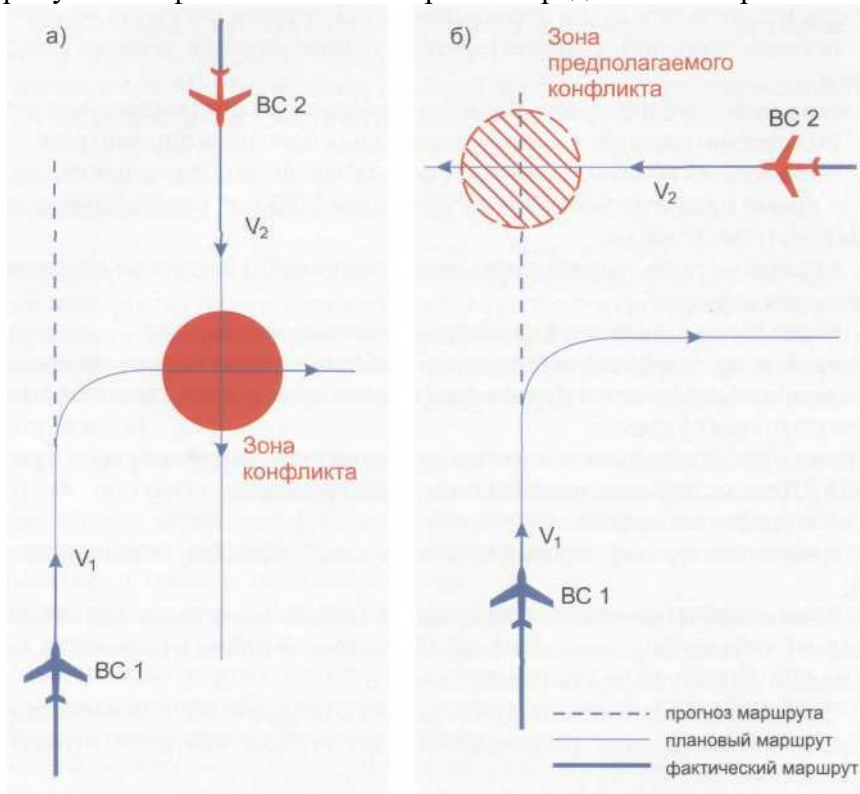 а)
ВС 2
V₂
Зона
конфликта
V₁
ВС 1
б)
Зона
предполагаемого
конфликта
ВС 2
V₂
V₁
ВС 1
прогноз маршрута
плановый маршрут
фактический маршрут